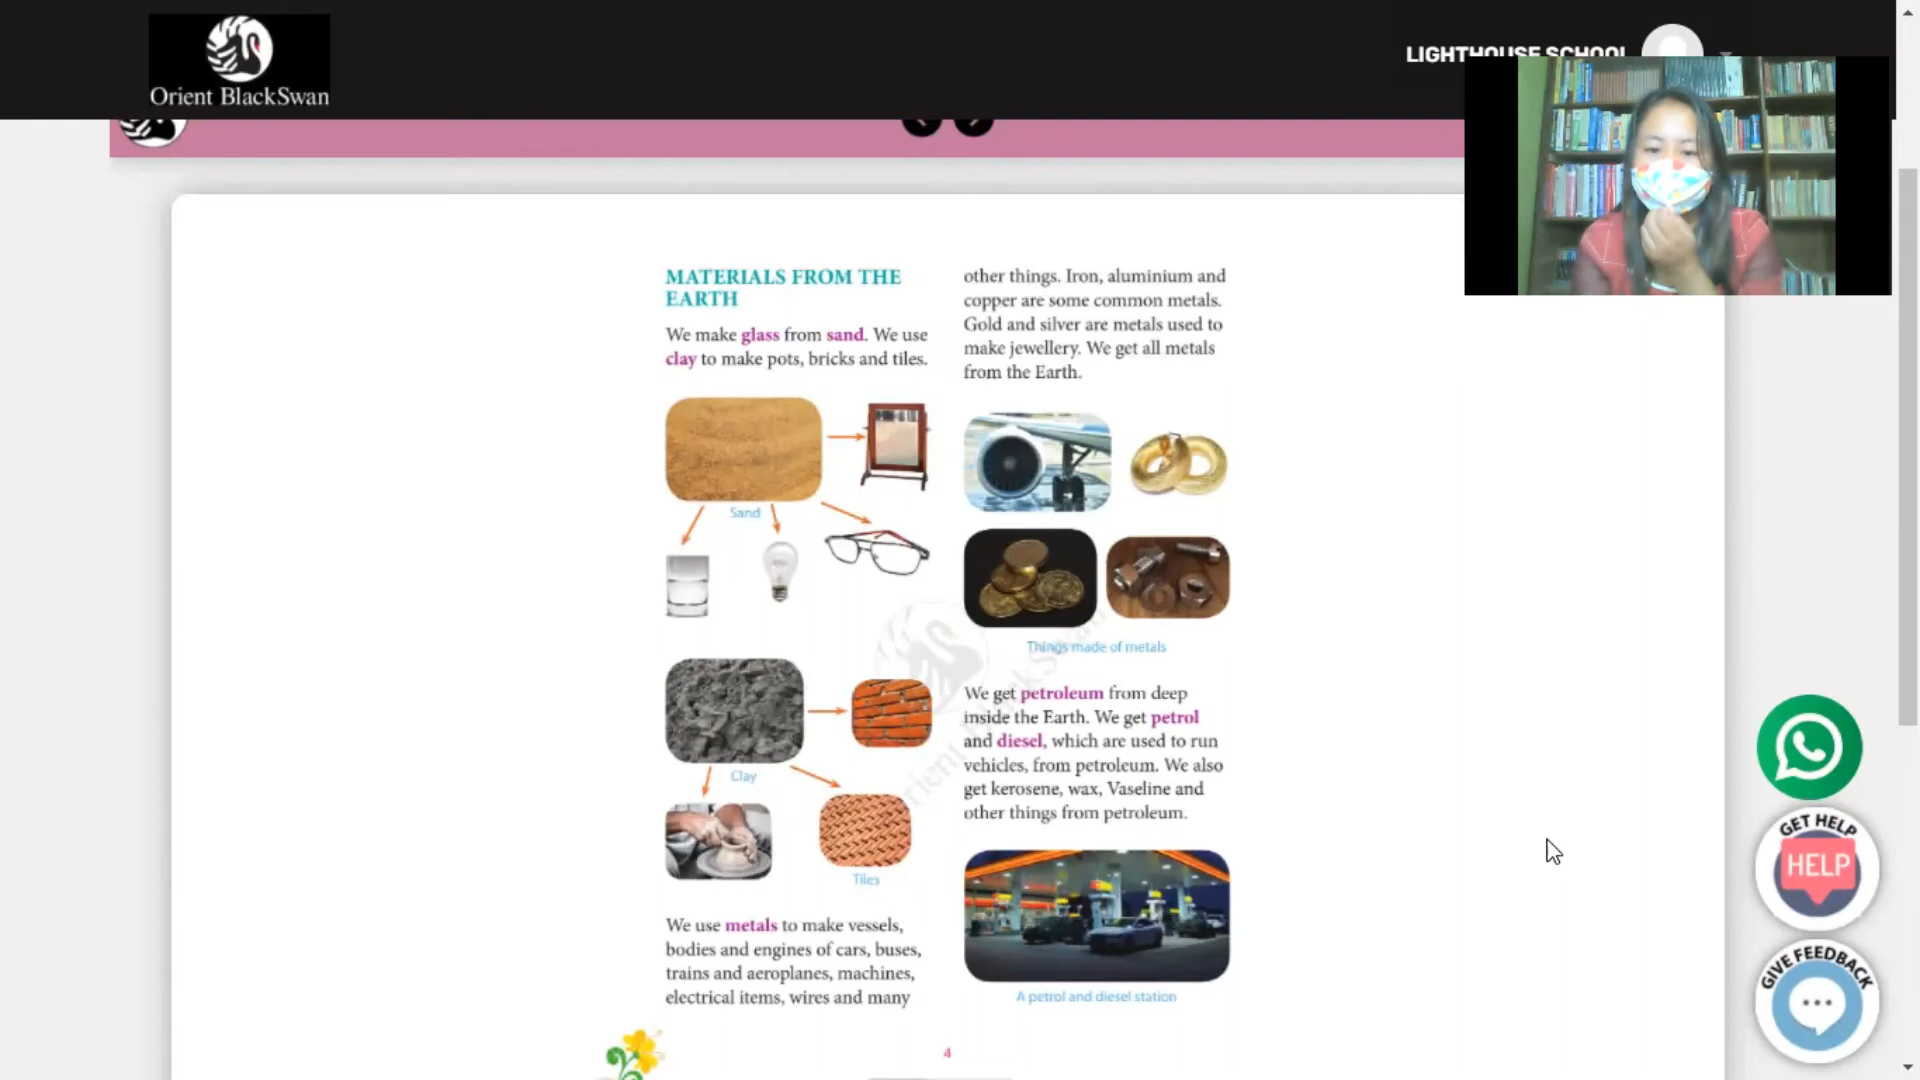 Orient BlackSwan
LIGHTHOUSE SCHOOL
MATERIALS FROM THE
EARTH
We make glass from sand. We use
clay to make pots, bricks and tiles.
Sand
Clay
Tiles
We use metals to make vessels,
bodies and engines of cars, buses,
trains and aeroplanes, machines,
electrical items, wires and many
other things. Iron, aluminium and
copper are some common metals.
Gold and silver are metals used to
make jewellery. We get all metals
from the Earth.
Things made of metals
We get petroleum from deep
inside the Earth. We get petrol
and diesel, which are used to run
vehicles, from petroleum. We also
get kerosene, wax, Vaseline and
other things from petroleum.
A petrol and diesel station
4
GET HELP
HELP
GIVE FEEDBACK